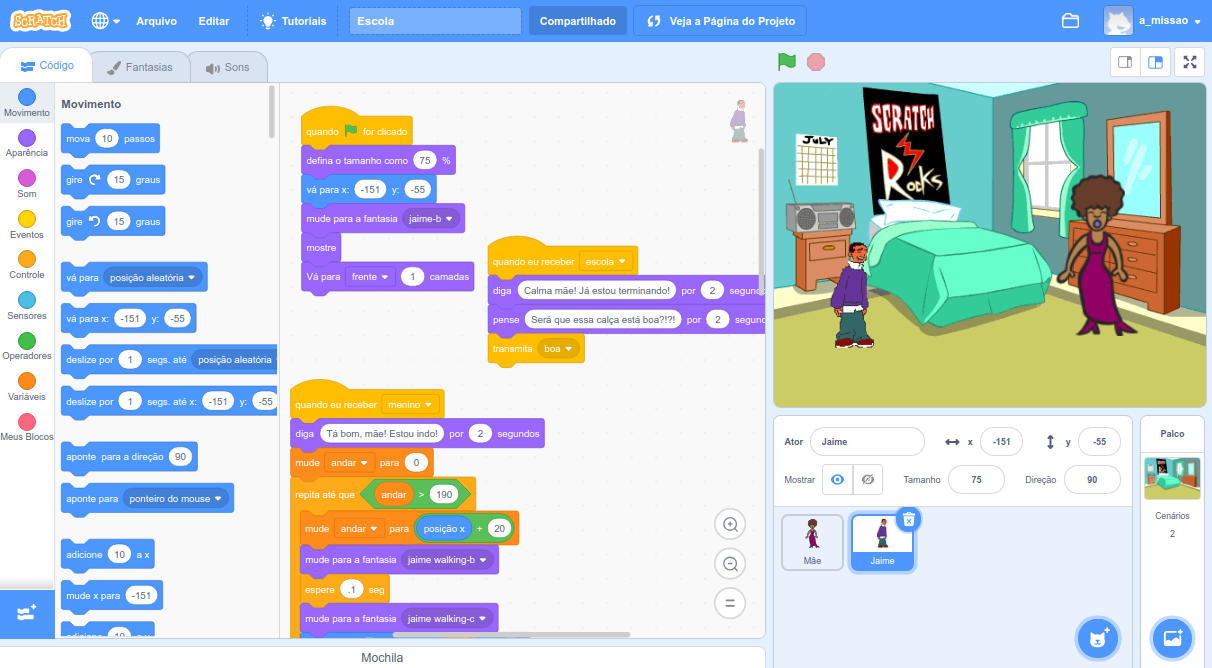 SCRATCH
Arquivo
Editar
Tutoriais
Escola
Compartilhado
Veja a Página do Projeto
a_missao
Código
Fantasias
Sons
Movimento
Aparência
Som
Eventos
Controle
Sensores
Operadores
Variáveis
Meus Blocos
Movimento
mova 10 passos
gire 15 graus
gire 15 graus
vá para posição aleatória
vá para x: -151 y: -55
deslize por 1 segs. até posição aleatória
deslize por 1 segs. até x: -151 y: -55
aponte para a direção 90
aponte para ponteiro do mouse
adicione 10 a x
mude x para -151
adicione 10 a y
quando for clicado
defina o tamanho como 75 %
vá para x: -151 y: -55
mude para a fantasia jaime-b
mostre
Vá para frente 1 camadas
quando eu receber escola
diga Calma mãe! Já estou terminando! por 2 segund
pense Será que essa calça está boa?!?! por 2 segund
transmita boa
quando eu receber menino
diga Tá bom, mãe! Estou indo! por 2 segundos
mude andar para 0
repita até que andar > 190
mude andar para posição x + 20
mude para a fantasia jaime walking-b
espere .1 seg
mude para a fantasia jaime walking-c
Mochila
JULY
SCRATCH
Rocks
Ator Jaime x -151 y -55
Mostrar Tamanho 75 Direção 90
Mãe
Jaime
Palco
Cenários
2